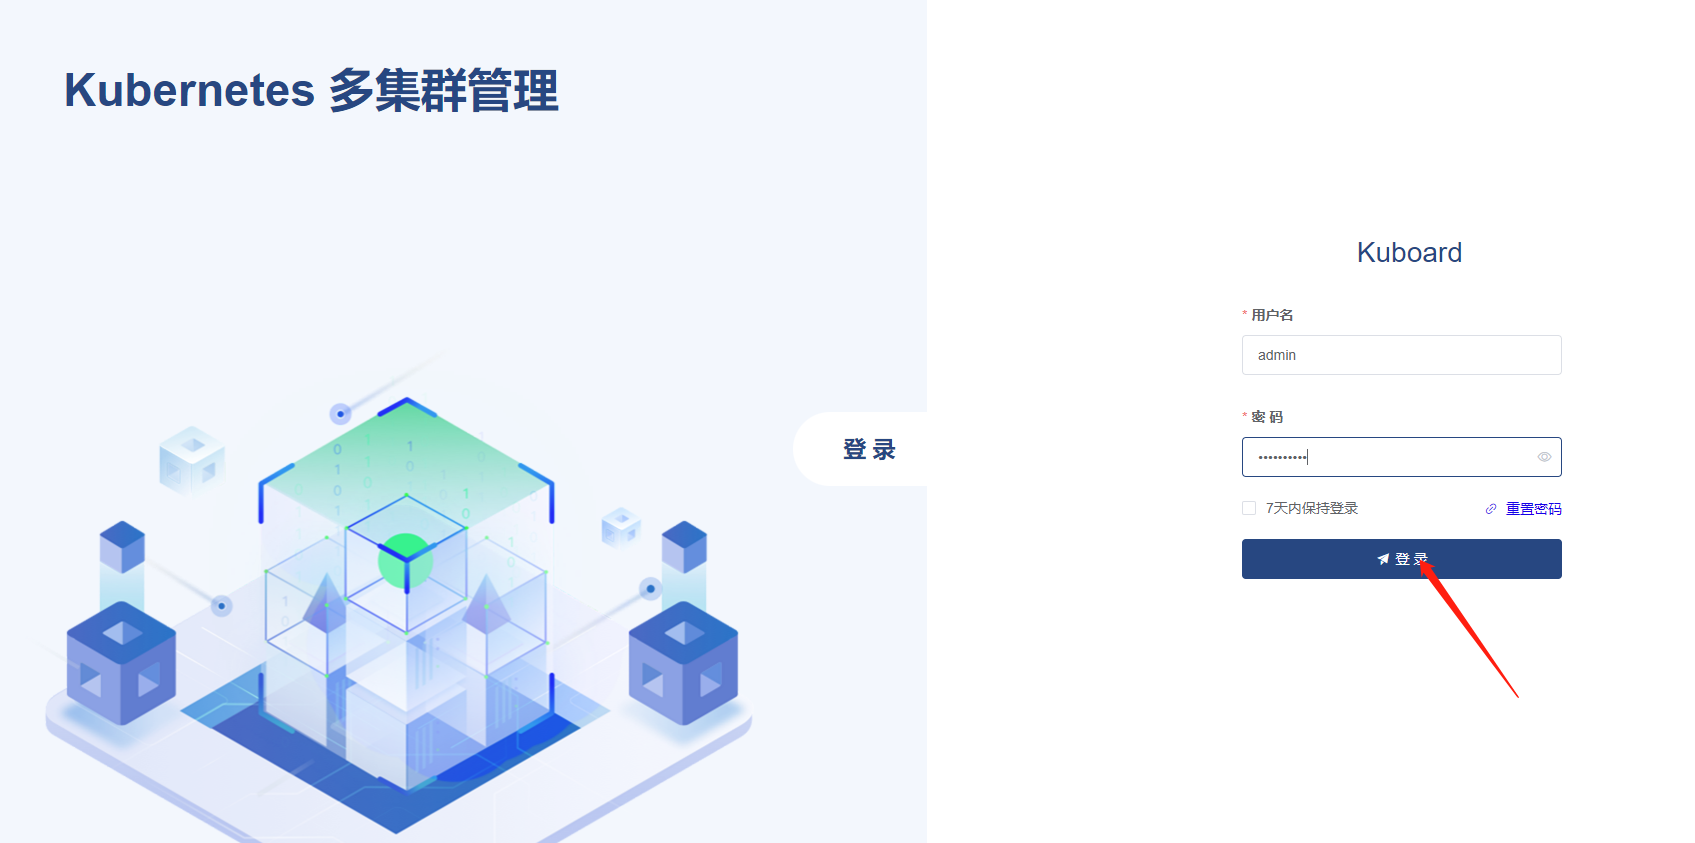 Kubernetes 多集群管理
登 录
Kuboard
* 用户名
admin
* 密 码
••••••••••
7天内保持登录
重置密码
登 录